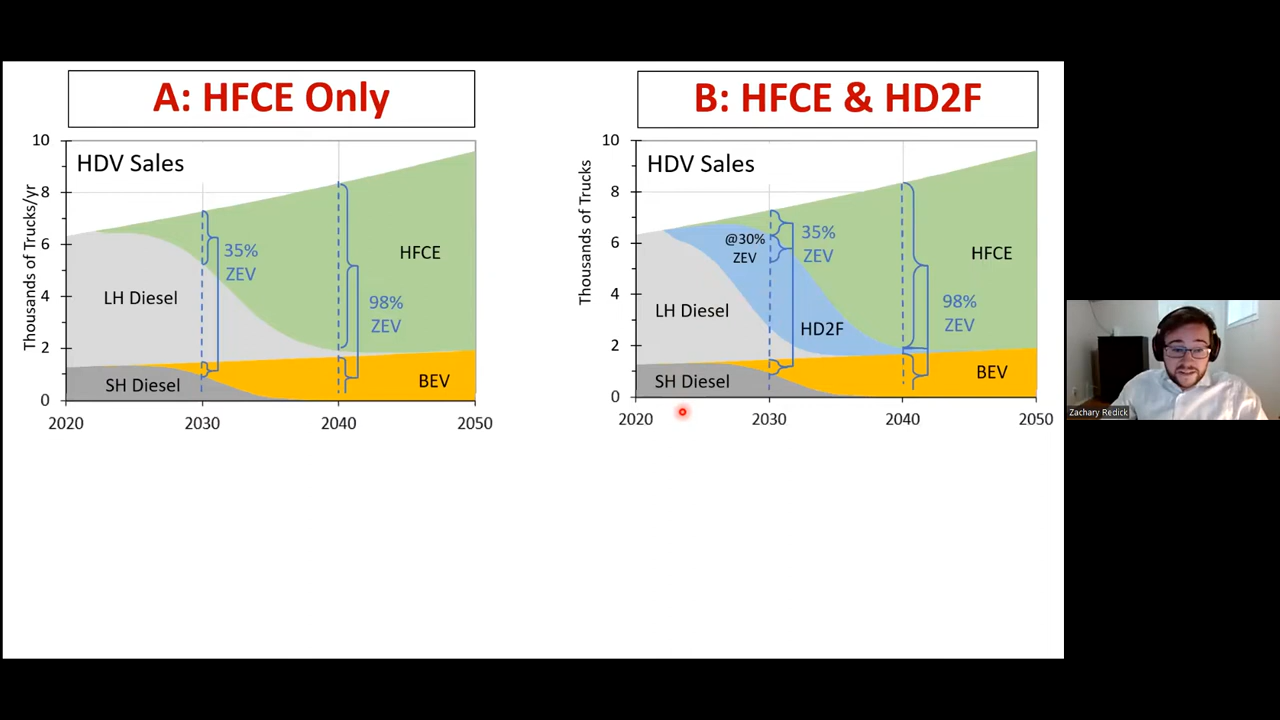 A: HFCE Only
HDV Sales
Thousands of Trucks/yr
10
8
6
4
2
0
LH Diesel
SH Diesel
35%
ZEV
98%
ZEV
HFCE
BEV
2020
2030
2040
2050
B: HFCE & HD2F
HDV Sales
Thousands of Trucks
10
8
6
4
2
0
LH Diesel
SH Diesel
@30%
ZEV
35%
ZEV
HD2F
98%
ZEV
HFCE
BEV
2020
2030
2040
2050
Zachary Redick